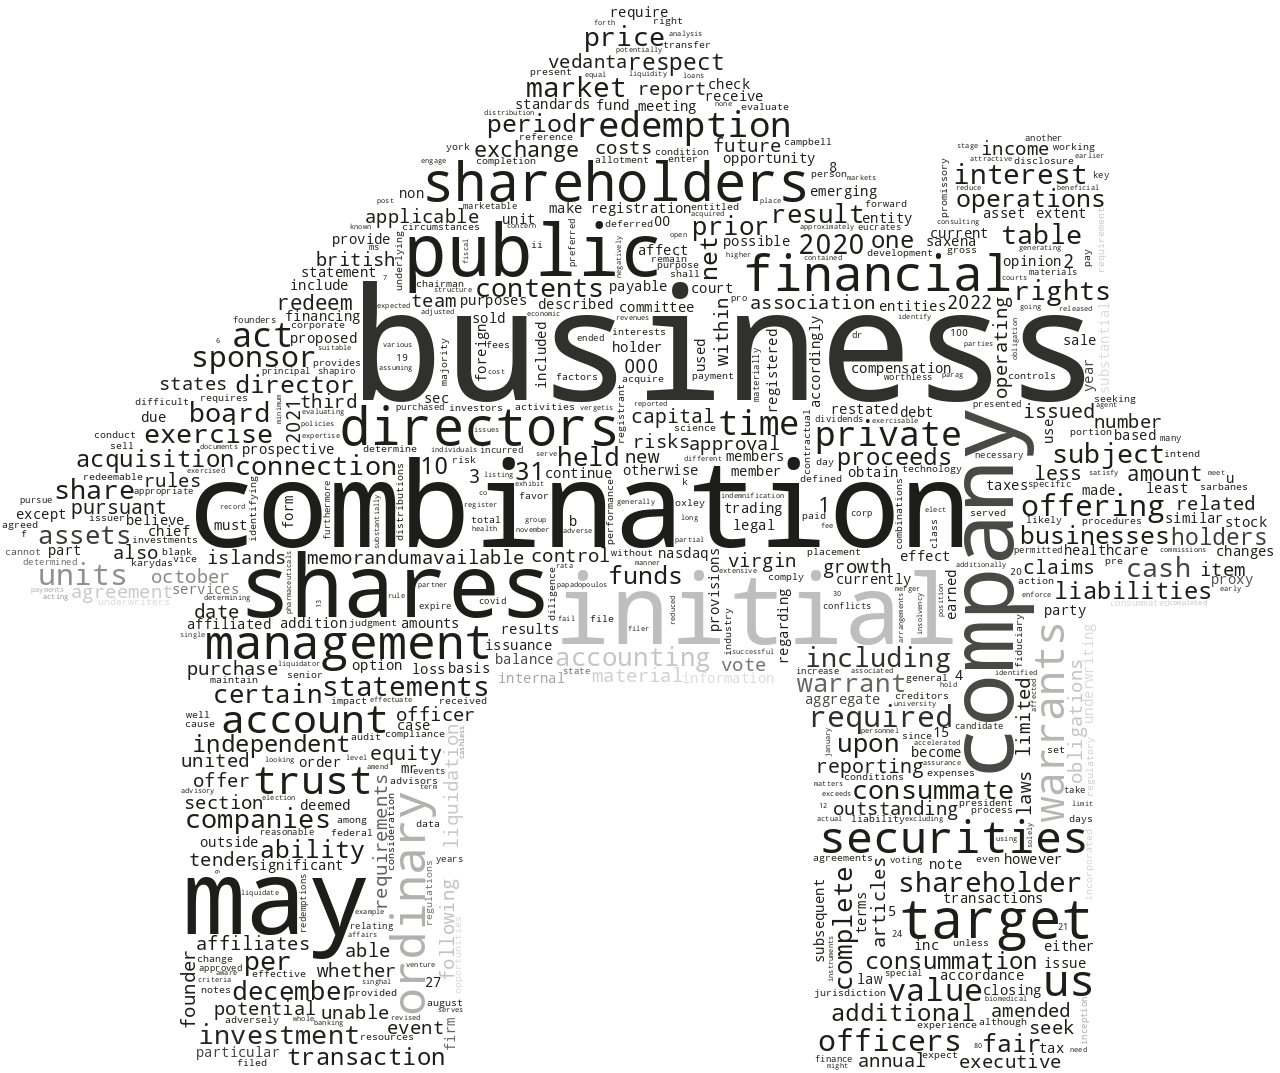 require
forth right
price analysis
potentially transfer
vedanta respect
present equal liquidity loans
market report check
receive
standards fund meeting none evaluate
distribution
period redemption
reference
york exchange costs condition future campbell
engage completion allotment enter opportunity 8
shareholders person markets
non place emerging
post marketable
applicable unit make registration entitled result forward
acquired entity
known circumstances concern deferred 00 prior approximately eucrates
provide public preferred open possible 2020 one development
ms underlying fiscal ii negatively affect net higher contained
british remain purpose
statement 7 chairman shall financial
include structure contents payable court
redeem expected team purposes described committee pro association entities 2022
founders financing adjusted economic revenues identify
another
stage income working
attractive disclosure earlier
promissory interest key
reduce beneficial
operations
consulting asset extent
current table requirement
saxena generating
gross opinion 2 pay
courts materials
rights
going released
corporate sold interests used within dr 100 obligation
act proposed business
6 suitable various fees ended holder materially parties sale
sponsor provides 19 foreign included 000 registered accordingly compensation operating substantial
principal shapiro assuming majority cost factors acquire payment worthless parag controls year
states director sec
difficult requires minimum third purchased investors activities vergetis reported capital time dividends exercisable restated debt presented issued seeking
agent
due board 2021 evaluating policies directors registrant science contractual private use number
conduct exercise expertise issues risks approval portion based many
sell documents prospective determine individuals incurred serve held new different members day proceeds necessary subject intend
acquisition connection 10 risk 31 continue otherwise member obtain technology less satisfy meet u
redeemable rules exercised 3 listing exhibit k defined taxes specific amount sarbanes
share appropriate identifying form furthermore combination favor generally oxley indemnification trading 1 corp combinations made least
pursue pursuant record must substantially distributions co register performance long legal paid fee class served offering related
except issuer believe total group b likely procedures similar stock
agreed assets chief november adverse partial company businesses holders
f also blank islands memorandum available control without nasdaq virgin placement effect permitted healthcare commissions changes
cannot part karydas vice manner additionally
determined units october pharmaceuticals shares rata funds extensive growth 20 claims pre cash item
payments agreement services determining 13 partner papadopoulos comply currently action proxy
acting underwriters date rule expire covid diligence initial provisions 30 merger earned enforce liabilities early
fail file reduced conflicts arrangements insolvency position consummated completed
affiliated addition judgment amounts results filer industry regarding party
single management issuance successful including fiduciary warrants underwriting
purchase liquidator option loss basis balance accounting vote increase associated general 4 identified
maintain senior internal state material information warrant hold affected obligations
certain statements aggregate creditors limited
impact effectuate received university
well account officer required personnel since 15 candidate
cause case january accelerated
independent audit compliance cashless upon become set
united looking order level equity reporting assurance regulatory
offer amend mr events conditions expenses laws
advisory trust advisors matters consummate take
section election deemed term exceeds 12 president limit
companies among ordinary liquidation outstanding process days
reasonable federal consideration data actual liability excluding
outside ability requirements securities using solely incorporated
tender significant years agreements voting note even however
9 liquidate redemptions regulations complete articles shareholder
may following subsequent terms transactions
example 5 target
relating opportunities 24 21
affiliates affairs instruments inc unless either
change able law consummation issue
approved per whether venture special accordance
criteria aware effective singhal 27 jurisdiction value closing us
founder notes december provided august biomedical
potential unable serves additional amended inception
adversely whole banking revised experience although seek
investment resources event firm officers 80 fair tax need
particular transaction finance annual expect executive
filed might